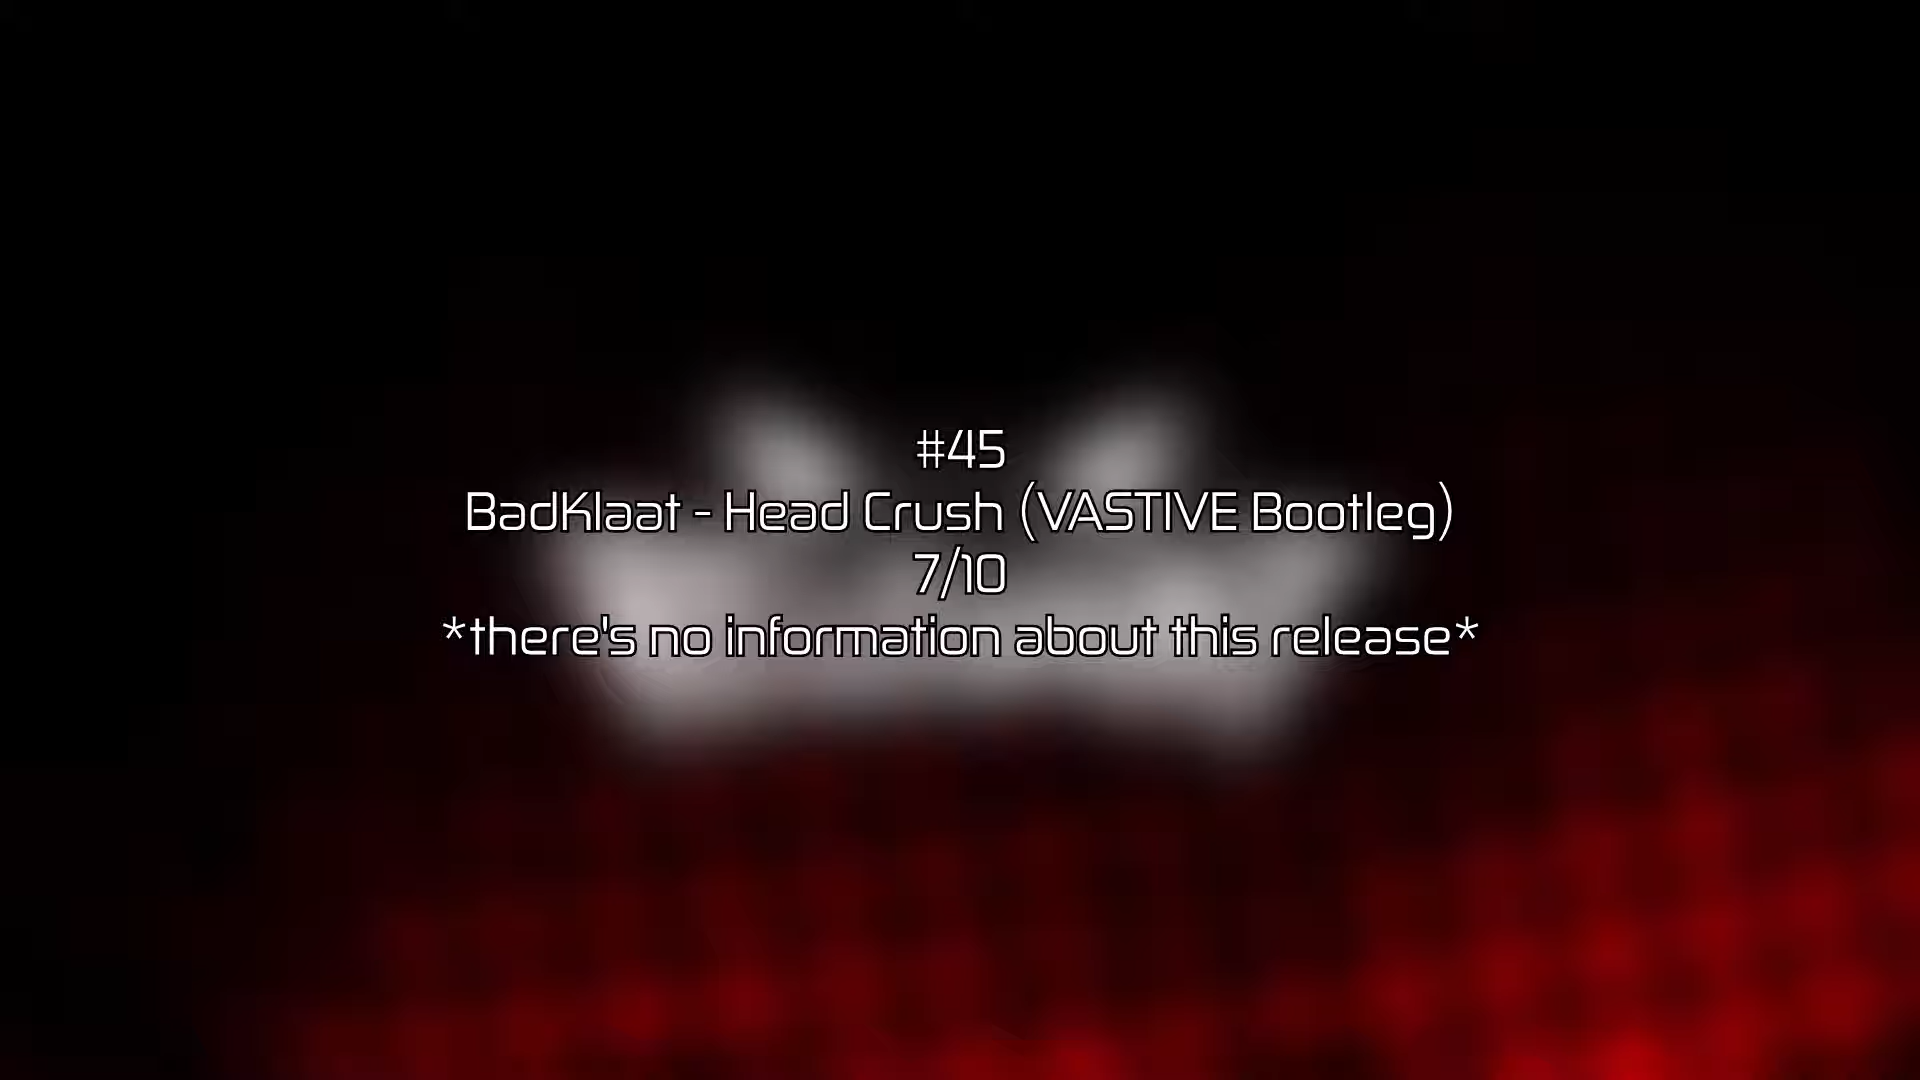 #45
BadKlaat - Head Crush (VASTIVE Bootleg)
7/10
*there's no information about this release*